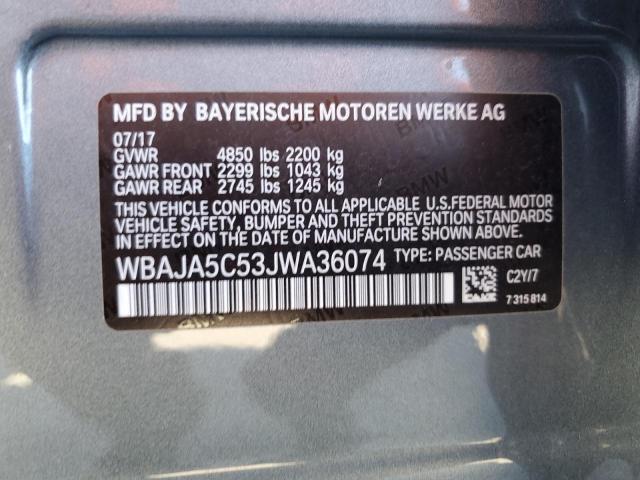 MFD BY BAYERISCHE MOTOREN WERKE AG
07/17
GVWR 4850 lbs 2200 kg
GAWR FRONT 2299 lbs 1043 kg
GAWR REAR 2745 lbs 1245 kg
THIS VEHICLE CONFORMS TO ALL APPLICABLE U.S.FEDERAL MOTOR
VEHICLE SAFETY, BUMPER AND THEFT PREVENTION STANDARDS
IN EFFECT ON THE DATE OF MANUFACTURE SHOWN ABOVE.
WBAJA5C53JWA36074 TYPE: PASSENGER CAR
C2Y/7
7 315 814